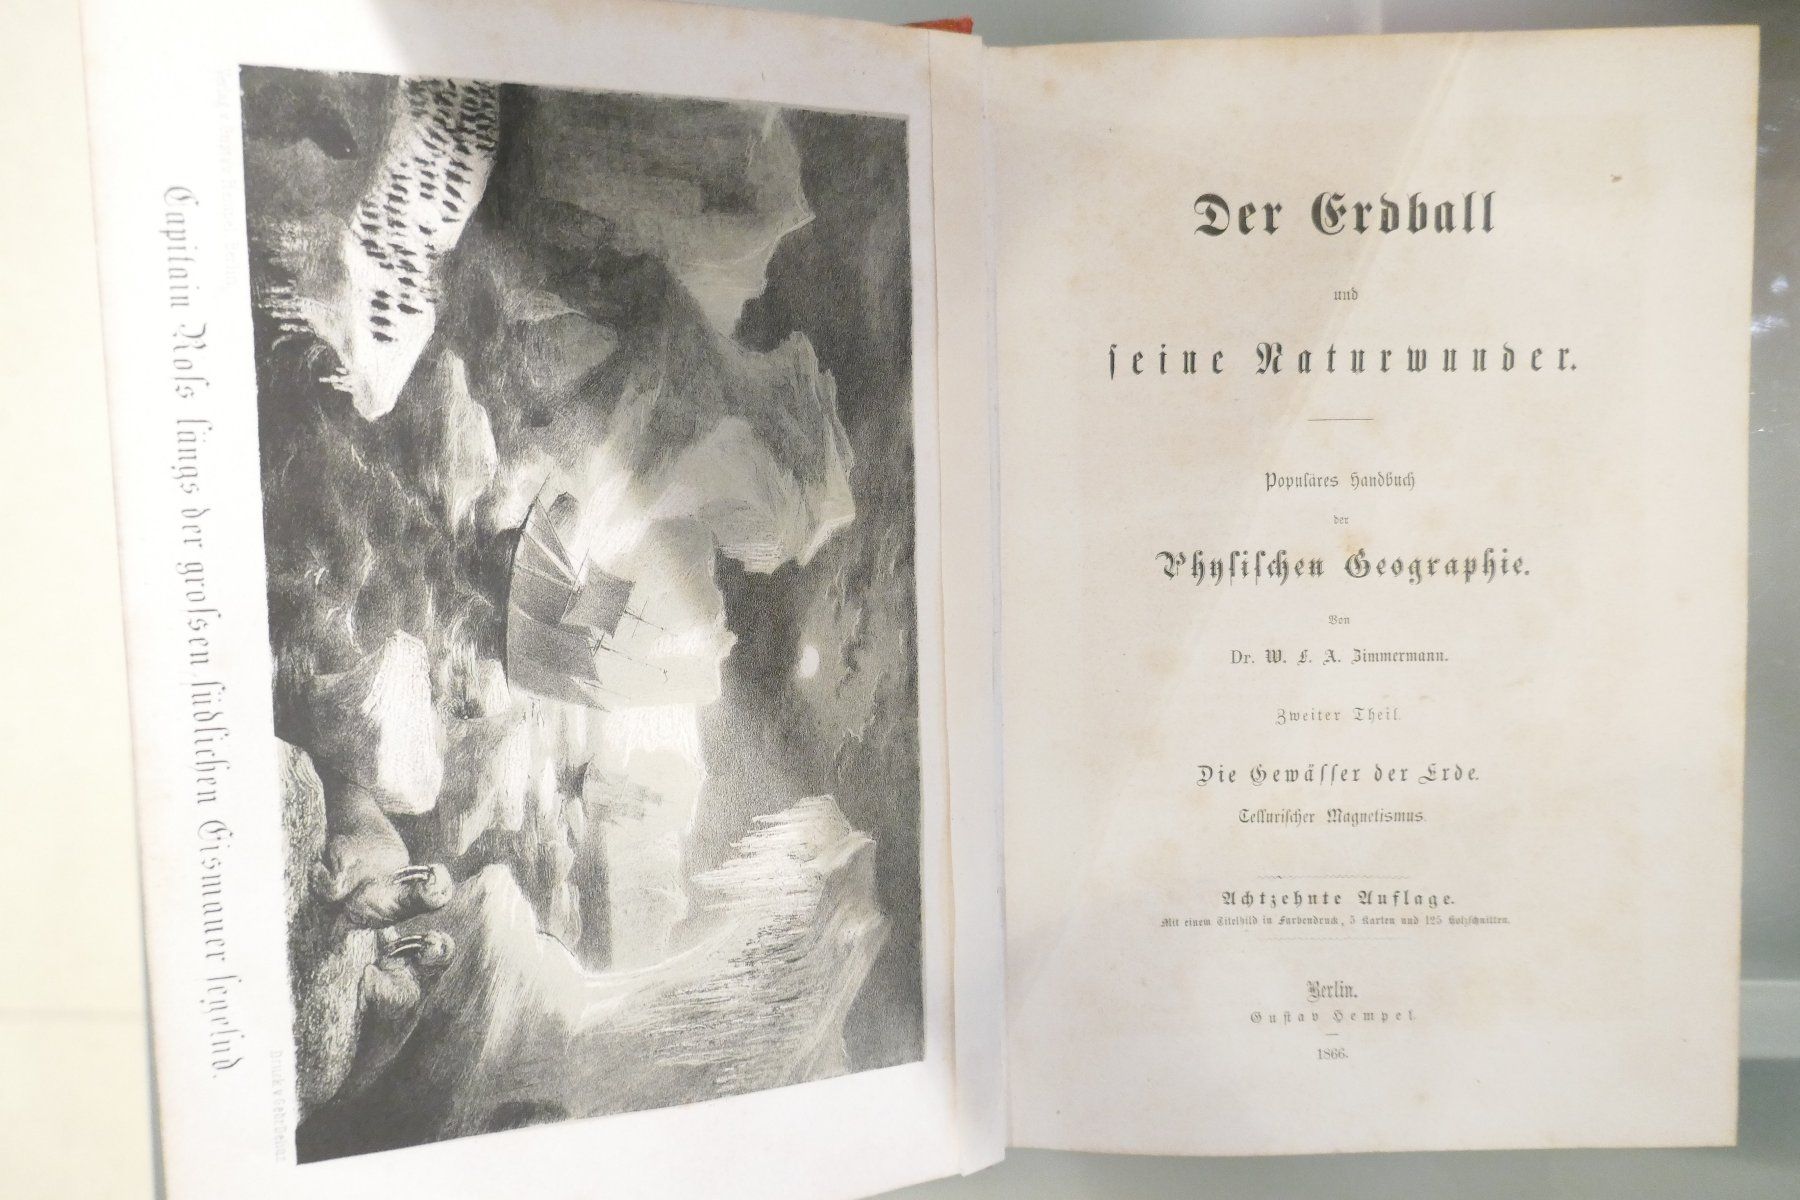 Capitain Roſs längs der groſsen ſüdlichen Eismauer ſegelnd.
Berlin.
Der Erdball
und
ſeine Naturwunder.
Populäres Handbuch
der
Phyſiſchen Geographie.
Von
Dr. W. F. A. Zimmermann.
Zweiter Theil.
Die Gewäſſer der Erde.
Telluriſcher Magnetismus.
Achtzehnte Auflage.
Mit einem Titelbild in Farbendruck, 5 Karten und 125 Holzſchnitten.
Berlin.
Guſtav Hempel.
1866.